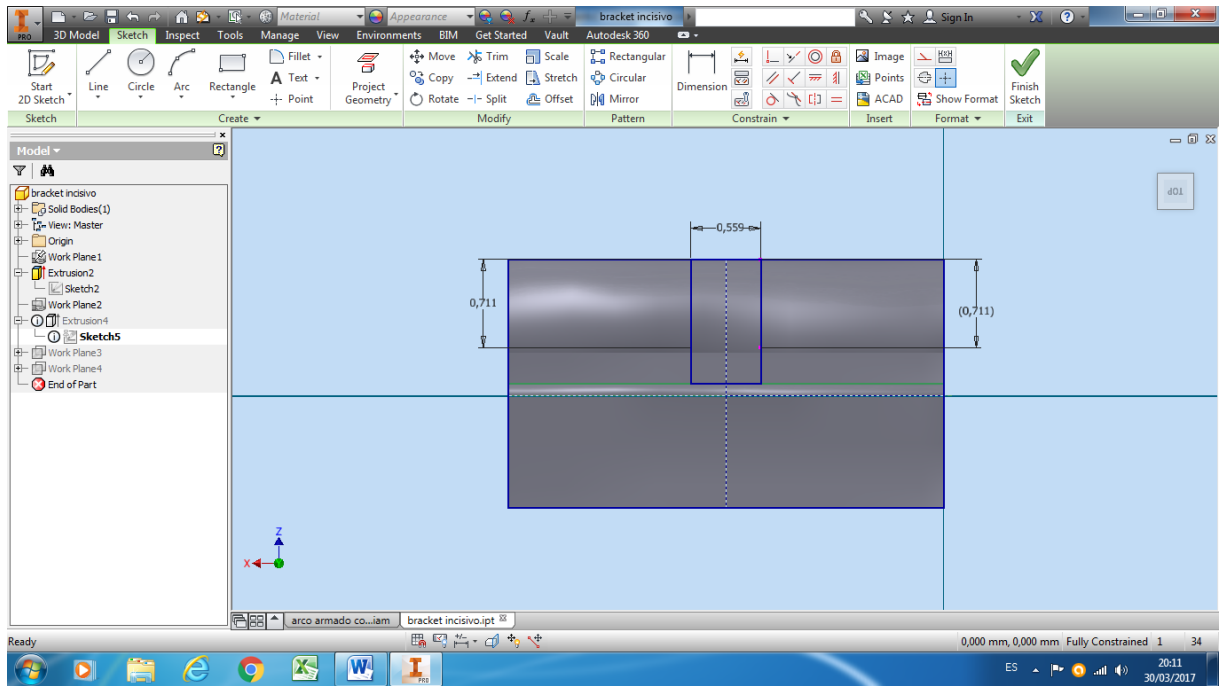 Material Appearance bracket incisivo Sign In
PRO 3D Model Sketch Inspect Tools Manage View Environments BIM Get Started Vault Autodesk 360
Start 2D Sketch
Line Circle Arc Rectangle
Fillet
Text
Point
Project Geometry
Move Trim Scale
Copy Extend Stretch
Rotate Split Offset
Rectangular
Circular
Mirror
Dimension
Image
Points
ACAD
Show Format
Finish Sketch
Sketch Create Modify Pattern Constrain Insert Format Exit
Model
bracket incisivo
Solid Bodies(1)
View: Master
Origin
Work Plane1
Extrusion2
Sketch2
Work Plane2
Extrusion4
Sketch5
Work Plane3
Work Plane4
End of Part
TOP
0,559
0,711
(0,711)
Z
X
arco armado co...iam bracket incisivo.ipt
Ready 0,000 mm, 0,000 mm Fully Constrained 1 34
ES 20:11
30/03/2017